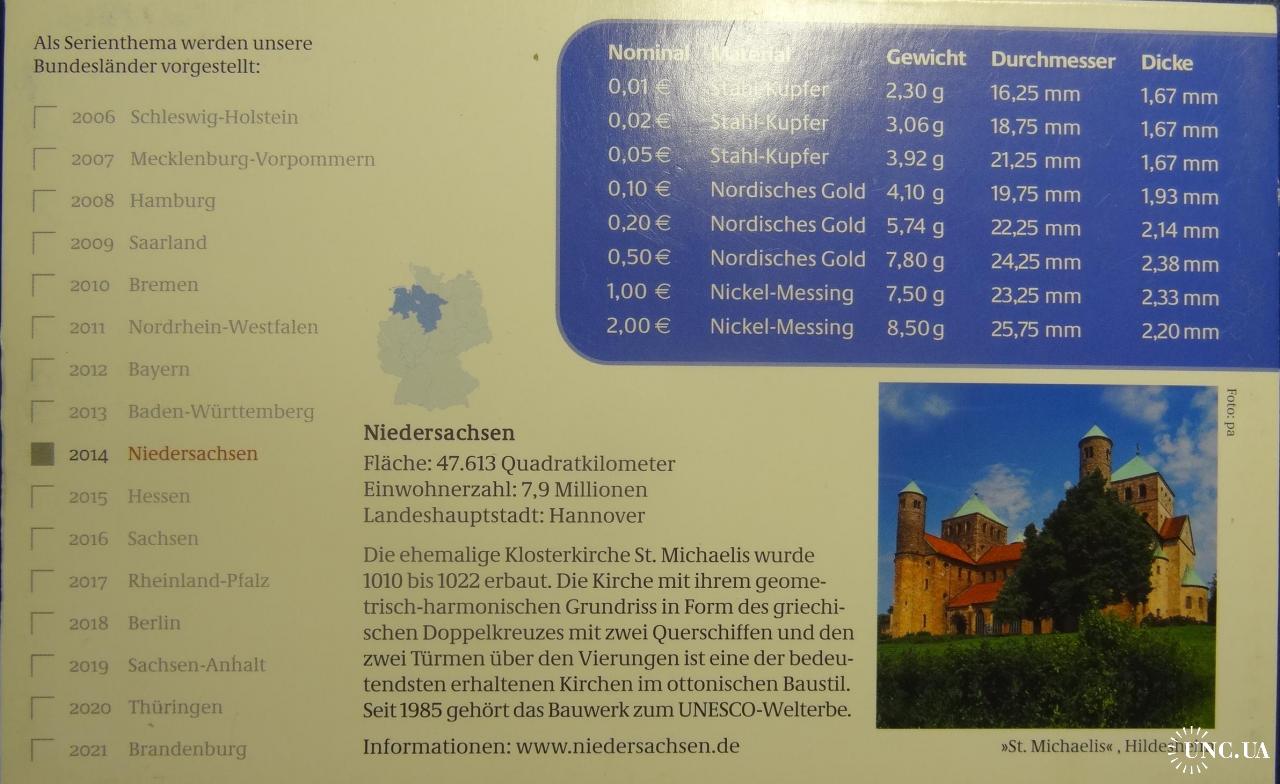 Als Serienthema werden unsere
Bundesländer vorgestellt:
2006 Schleswig-Holstein
2007 Mecklenburg-Vorpommern
2008 Hamburg
2009 Saarland
2010 Bremen
2011 Nordrhein-Westfalen
2012 Bayern
2013 Baden-Württemberg
2014 Niedersachsen
2015 Hessen
2016 Sachsen
2017 Rheinland-Pfalz
2018 Berlin
2019 Sachsen-Anhalt
2020 Thüringen
2021 Brandenburg
Nominal Material Gewicht Durchmesser Dicke
0,01 € Stahl-Kupfer 2,30 g 16,25 mm 1,67 mm
0,02 € Stahl-Kupfer 3,06 g 18,75 mm 1,67 mm
0,05 € Stahl-Kupfer 3,92 g 21,25 mm 1,67 mm
0,10 € Nordisches Gold 4,10 g 19,75 mm 1,93 mm
0,20 € Nordisches Gold 5,74 g 22,25 mm 2,14 mm
0,50 € Nordisches Gold 7,80 g 24,25 mm 2,38 mm
1,00 € Nickel-Messing 7,50 g 23,25 mm 2,33 mm
2,00 € Nickel-Messing 8,50 g 25,75 mm 2,20 mm
Niedersachsen
Fläche: 47.613 Quadratkilometer
Einwohnerzahl: 7,9 Millionen
Landeshauptstadt: Hannover
Die ehemalige Klosterkirche St. Michaelis wurde
1010 bis 1022 erbaut. Die Kirche mit ihrem geome-
trisch-harmonischen Grundriss in Form des griechi-
schen Doppelkreuzes mit zwei Querschiffen und den
zwei Türmen über den Vierungen ist eine der bedeu-
tendsten erhaltenen Kirchen im ottonischen Baustil.
Seit 1985 gehört das Bauwerk zum UNESCO-Welterbe.
Informationen: www.niedersachsen.de
Foto: pa
»St. Michaelis« , Hildesheim
UNC.UA